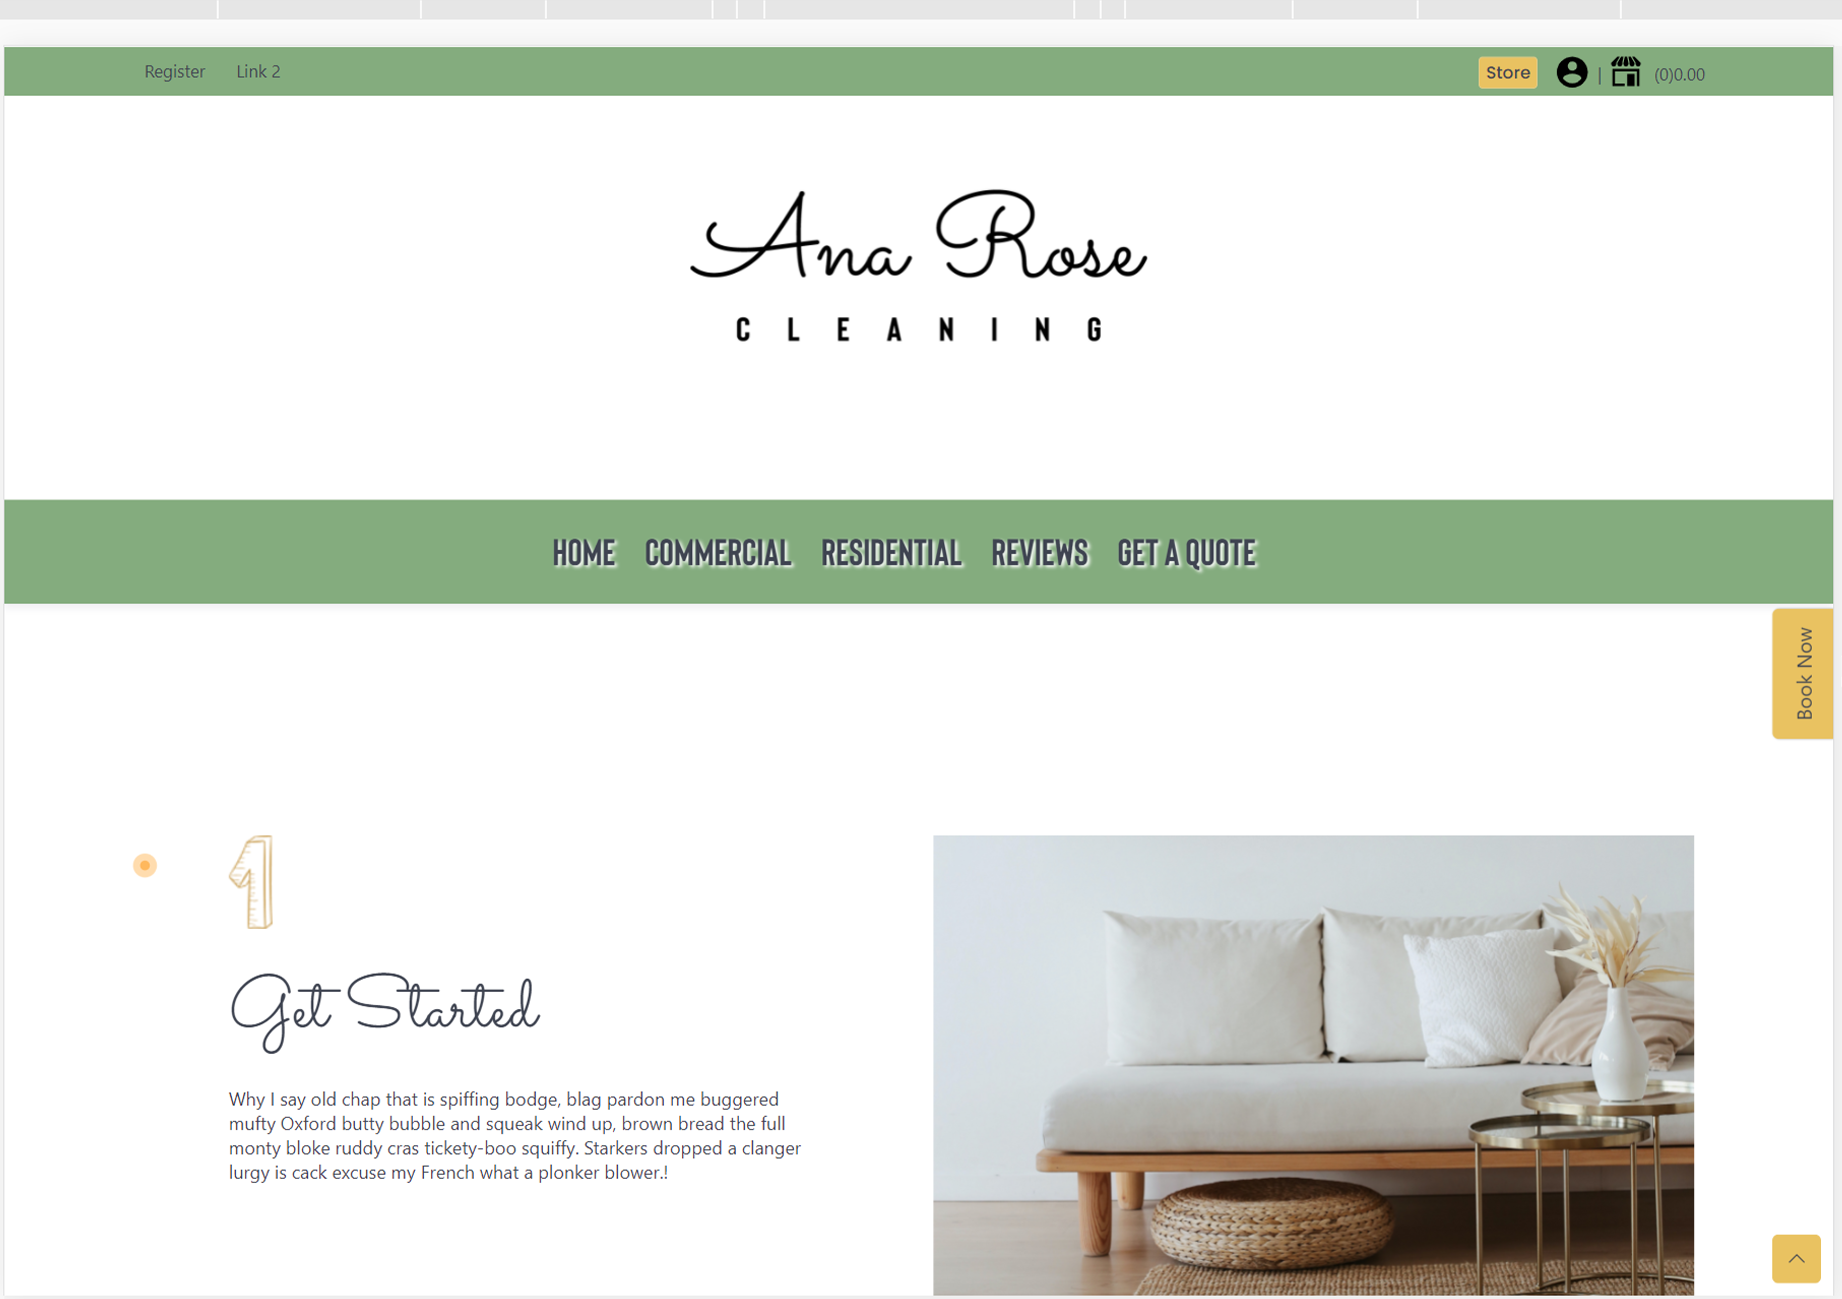 Register Link 2 Store | (0)0.00
Ana Rose
CLEANING
HOME COMMERCIAL RESIDENTIAL REVIEWS GET A QUOTE
Book Now
1
Get Started
Why I say old chap that is spiffing bodge, blag pardon me buggered
mufty Oxford butty bubble and squeak wind up, brown bread the full
monty bloke ruddy cras tickety-boo squiffy. Starkers dropped a clanger
lurgy is cack excuse my French what a plonker blower.!